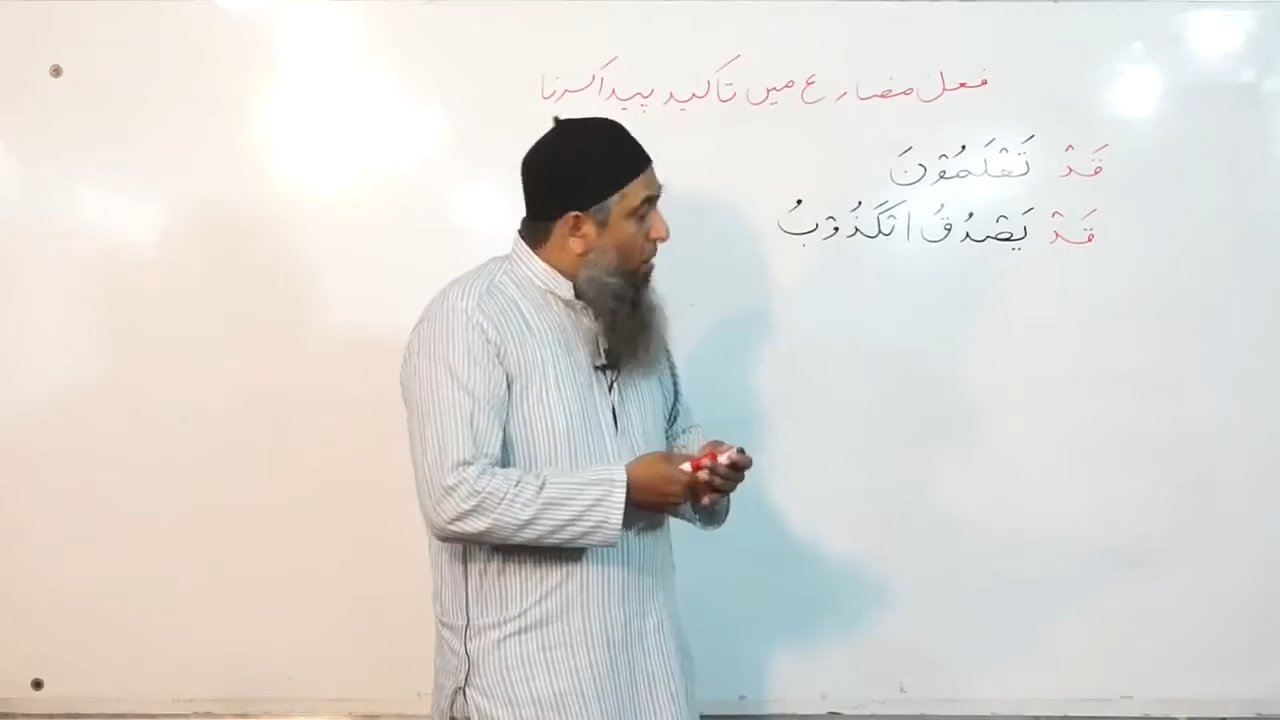 فعل مضارع میں تاکید پیدا کرنا
قَدْ تَعْلَمُوْنَ
قَدْ یَصْدُقُ الْکَذُوْبُ